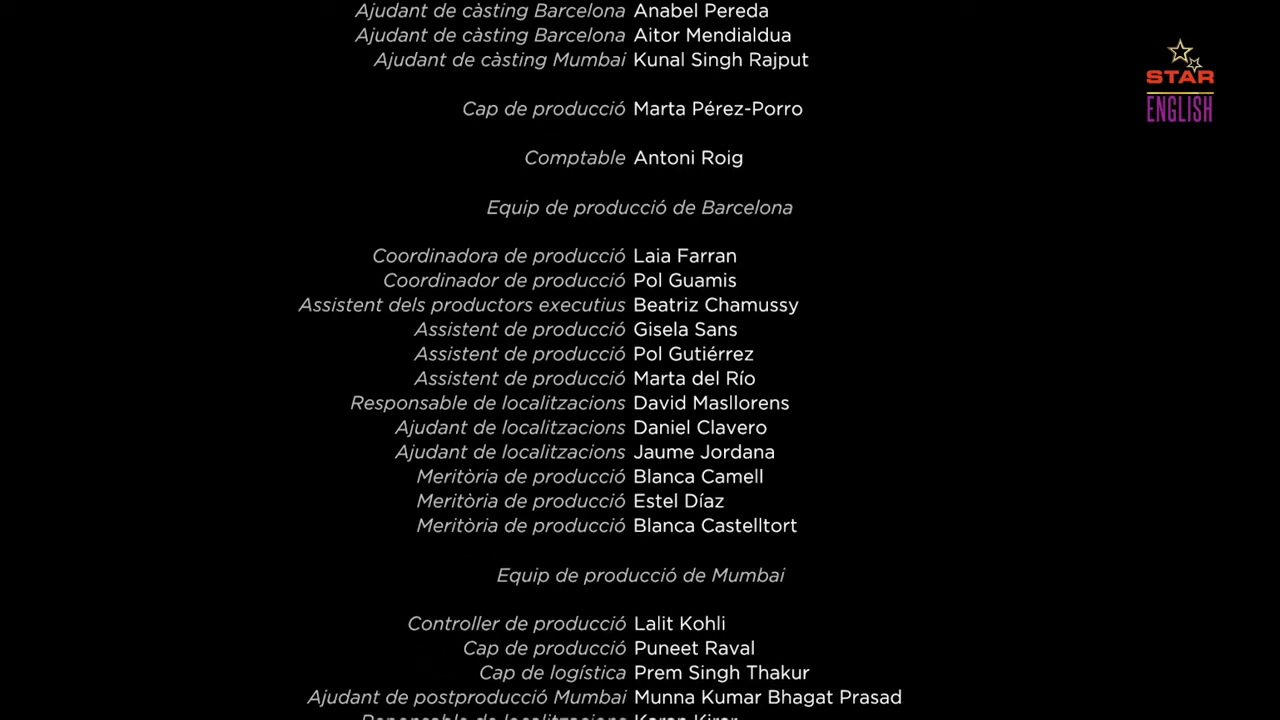 Ajudant de càsting Barcelona Anabel Pereda
Ajudant de càsting Barcelona Aitor Mendialdua
Ajudant de càsting Mumbai Kunal Singh Rajput
STAR
ENGLISH
Cap de producció Marta Pérez-Porro
Comptable Antoni Roig
Equip de producció de Barcelona
Coordinadora de producció Laia Farran
Coordinador de producció Pol Guamis
Assistent dels productors executius Beatriz Chamussy
Assistent de producció Gisela Sans
Assistent de producció Pol Gutiérrez
Assistent de producció Marta del Río
Responsable de localitzacions David Masllorens
Ajudant de localitzacions Daniel Clavero
Ajudant de localitzacions Jaume Jordana
Meritòria de producció Blanca Camell
Meritòria de producció Estel Díaz
Meritòria de producció Blanca Castelltort
Equip de producció de Mumbai
Controller de producció Lalit Kohli
Cap de producció Puneet Raval
Cap de logística Prem Singh Thakur
Ajudant de postproducció Mumbai Munna Kumar Bhagat Prasad
Responsable de localitzacions Karan